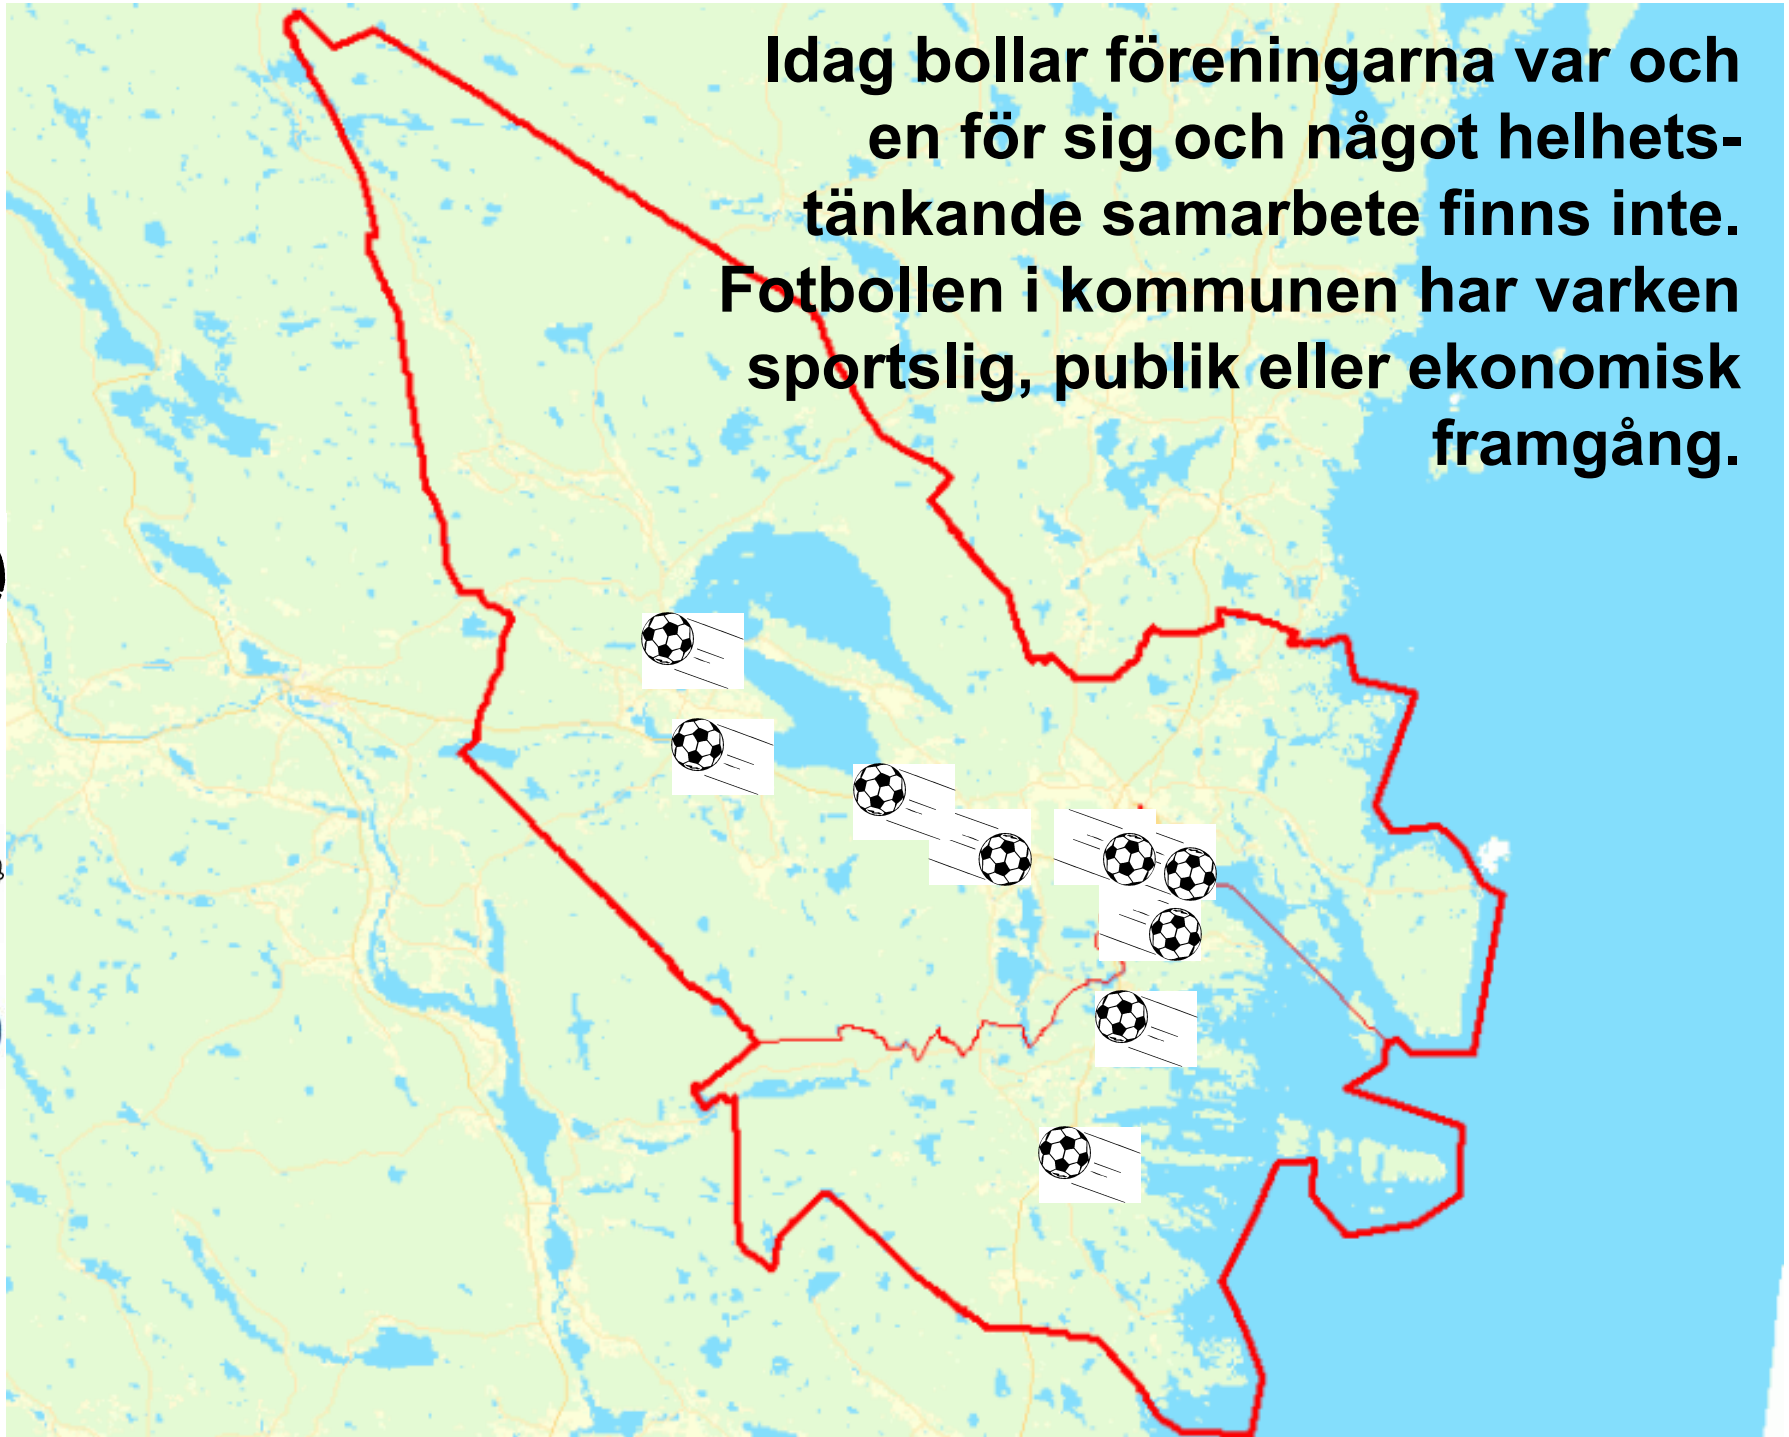 Idag bollar föreningarna var och
en för sig och något helhets-
tänkande samarbete finns inte.
Fotbollen i kommunen har varken
sportslig, publik eller ekonomisk
framgång.